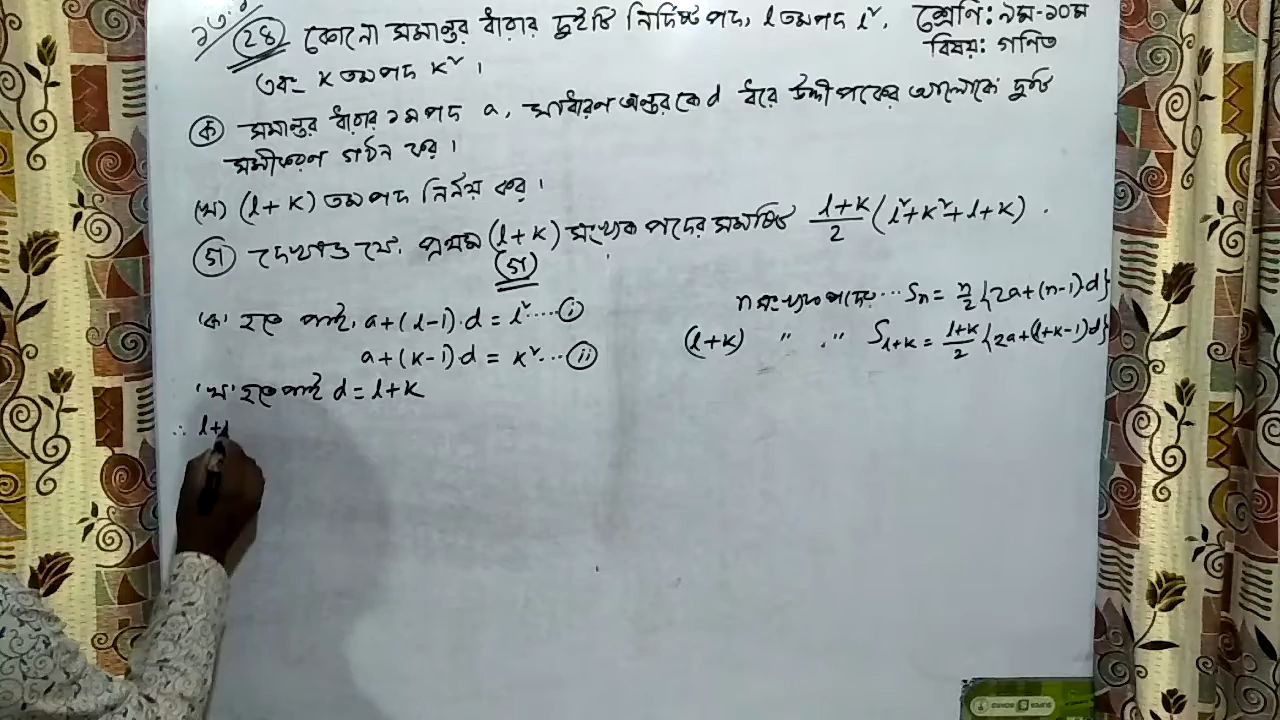 ১৩.১
(২৪) কোনো সমান্তর ধারার দুইটি নির্দিষ্ট পদ, l তম পদ l², শ্রেণি: ৯ম-১০ম
এবং k তম পদ k² । বিষয়: গণিত
(ক) সমান্তর ধারার ১ম পদ a, সাধারণ অন্তরকে d ধরে উদ্দীপকের আলোকে দুটি
সমীকরণ গঠন কর।
(খ) (l+k) তম পদ নির্ণয় কর।
(গ) দেখাও যে, প্রথম (l+k) সংখ্যক পদের সমষ্টি (l+k)/2 (l²+k²+l+k) .
(গ)
'ক' হতে পাই, a+(l-1).d = l² .... (i)
a+(k-1).d = k² ... (ii)
'খ' হতে পাই d = l+k
∴ l+
n সংখ্যক পদের ... Sn = n/2 {2a+(n-1).d}
(l+k) " " S l+k = (l+k)/2 {2a+(l+k-1)d}